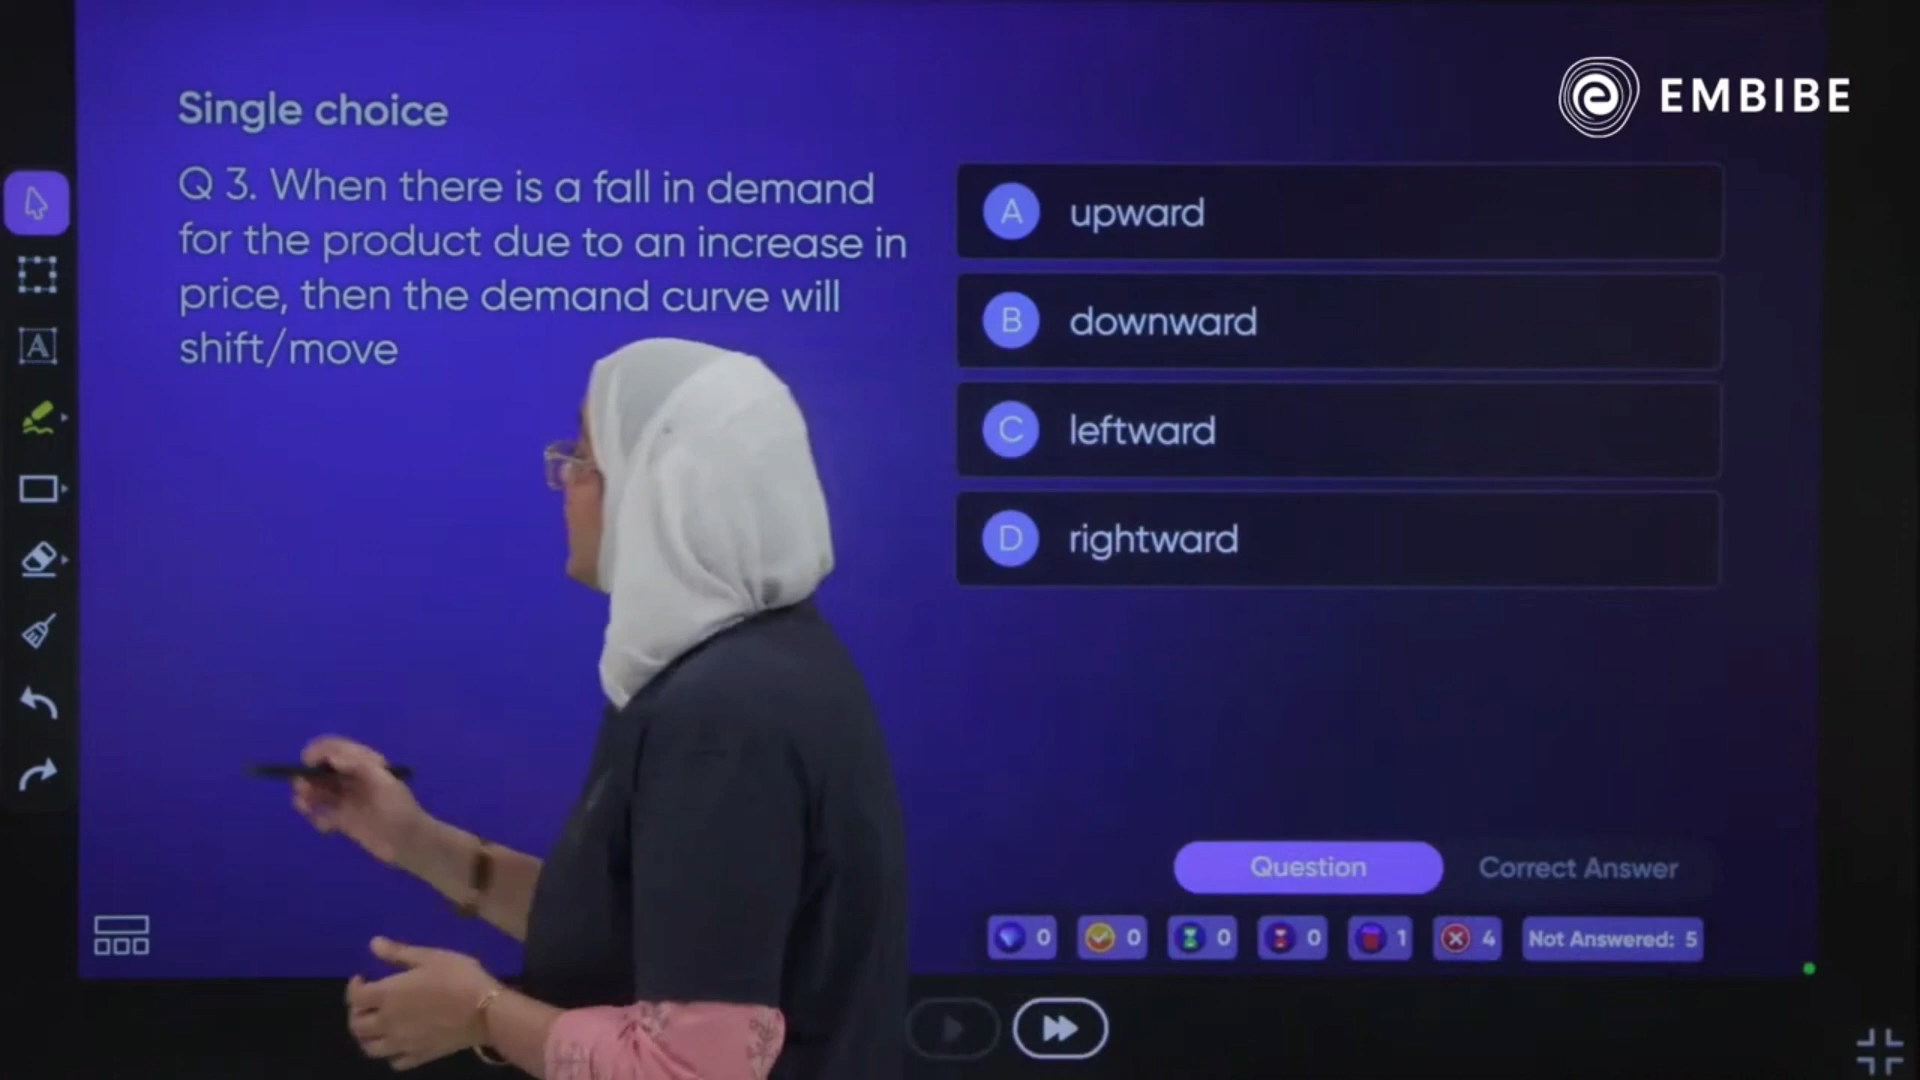 EMBIBE
Single choice
Q 3. When there is a fall in demand
for the product due to an increase in
price, then the demand curve will
shift/move
A upward
B downward
C leftward
D rightward
A
Question Correct Answer
0 0 0 0 1 4 Not Answered: 5